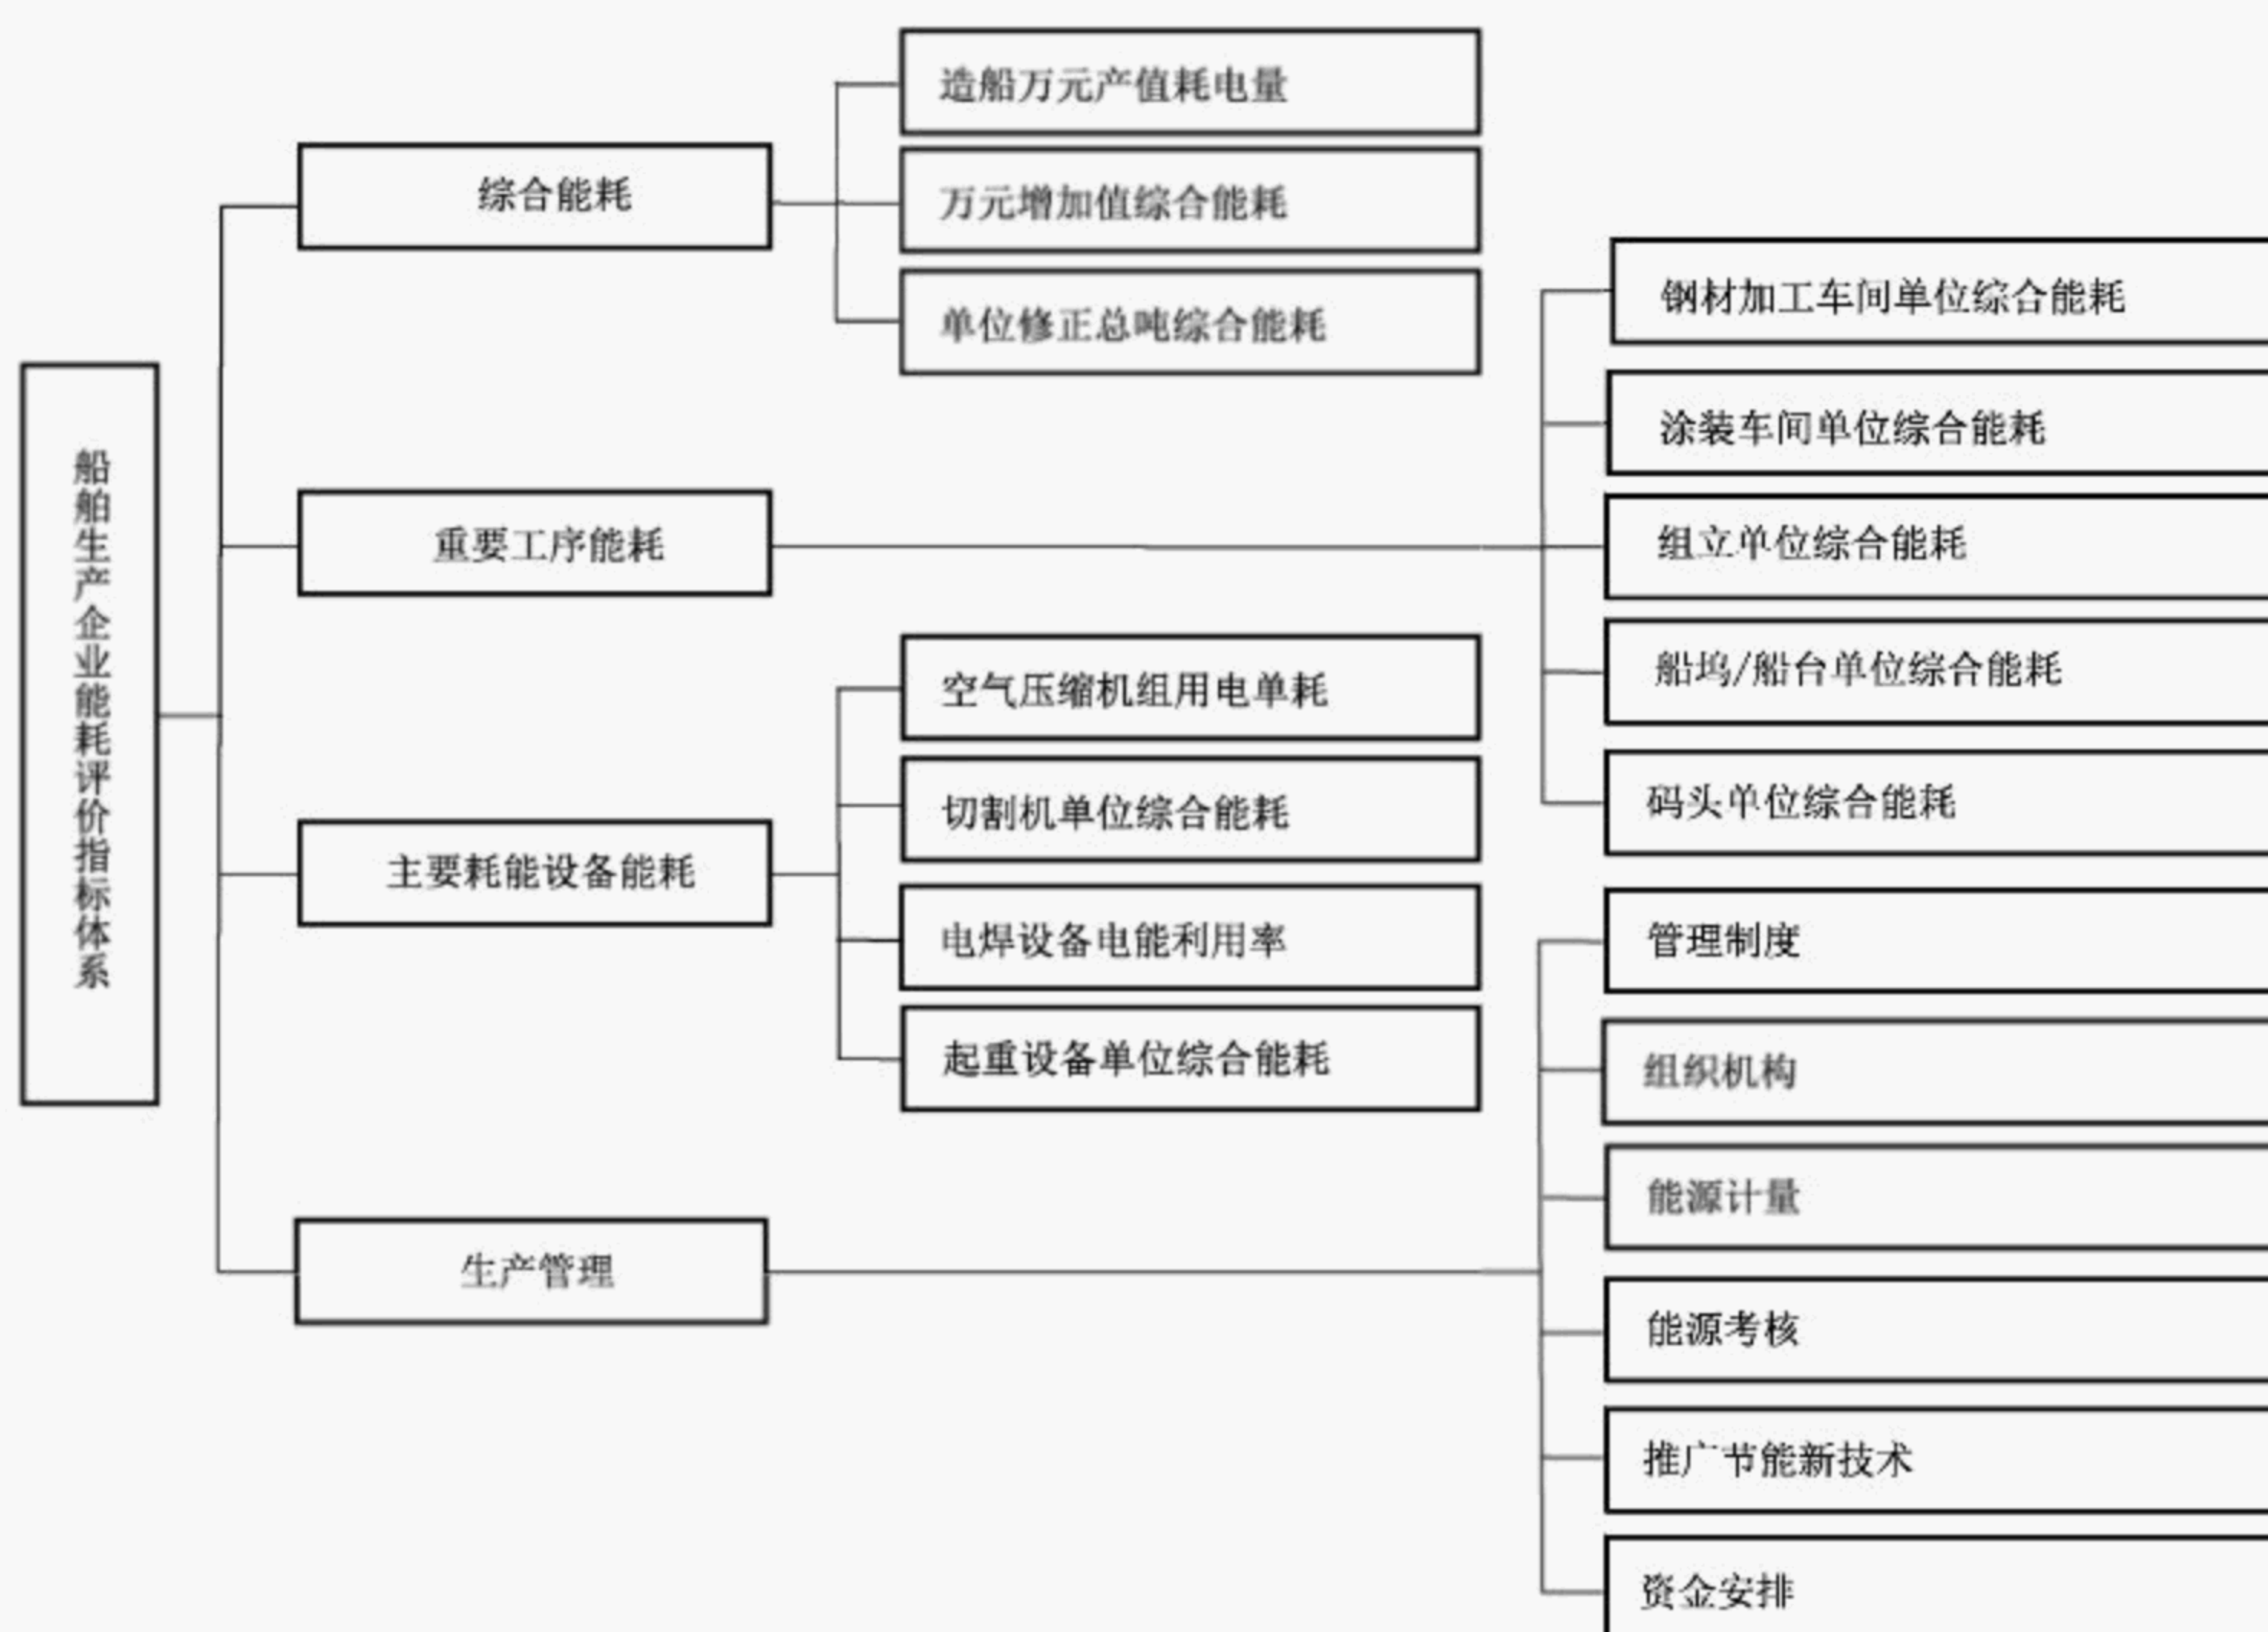 船舶生产企业能耗评价指标体系
综合能耗
造船万元产值耗电量
万元增加值综合能耗
单位修正总吨综合能耗
重要工序能耗
钢材加工车间单位综合能耗
涂装车间单位综合能耗
组立单位综合能耗
船坞/船台单位综合能耗
码头单位综合能耗
主要耗能设备能耗
空气压缩机组用电单耗
切割机单位综合能耗
电焊设备电能利用率
起重设备单位综合能耗
生产管理
管理制度
组织机构
能源计量
能源考核
推广节能新技术
资金安排